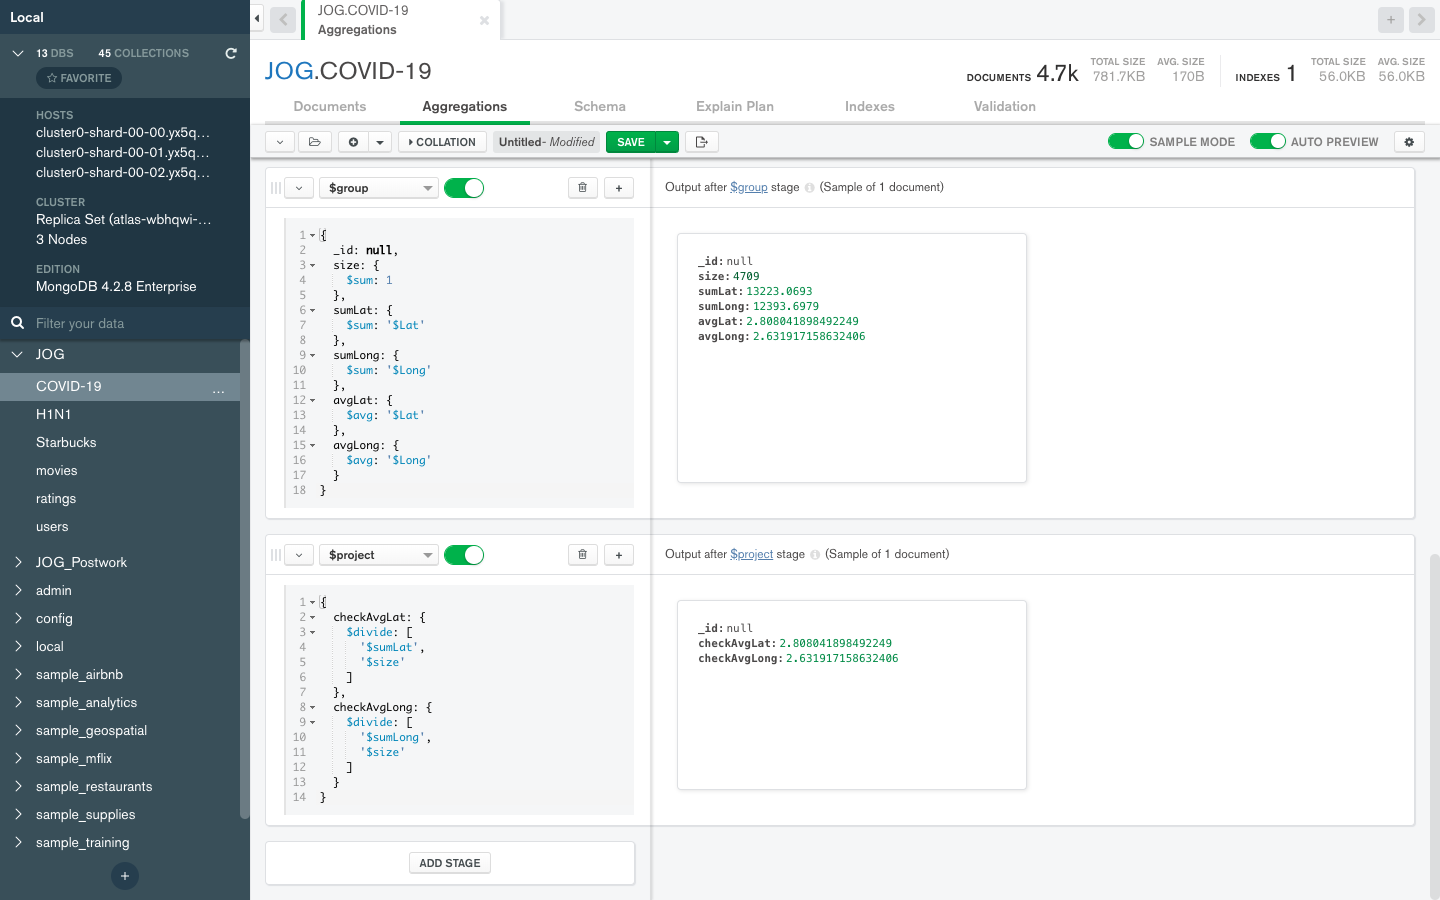 Local
13 DBS 45 COLLECTIONS
FAVORITE
HOSTS
cluster0-shard-00-00.yx5q...
cluster0-shard-00-01.yx5q...
cluster0-shard-00-02.yx5q...
CLUSTER
Replica Set (atlas-wbhqwi-...
3 Nodes
EDITION
MongoDB 4.2.8 Enterprise
Filter your data
JOG
COVID-19 ...
H1N1
Starbucks
movies
ratings
users
JOG_Postwork
admin
config
local
sample_airbnb
sample_analytics
sample_geospatial
sample_mflix
sample_restaurants
sample_supplies
sample_training
+
JOG.COVID-19
Aggregations
JOG.COVID-19
DOCUMENTS 4.7k
TOTAL SIZE 781.7KB
AVG. SIZE 170B
INDEXES 1
TOTAL SIZE 56.0KB
AVG. SIZE 56.0KB
Documents Aggregations Schema Explain Plan Indexes Validation
COLLATION Untitled- Modified SAVE SAMPLE MODE AUTO PREVIEW
$group
Output after $group stage (Sample of 1 document)
1 {
2 _id: null,
3 size: {
4 $sum: 1
5 },
6 sumLat: {
7 $sum: '$Lat'
8 },
9 sumLong: {
10 $sum: '$Long'
11 },
12 avgLat: {
13 $avg: '$Lat'
14 },
15 avgLong: {
16 $avg: '$Long'
17 }
18 }
_id: null
size: 4709
sumLat: 13223.0693
sumLong: 12393.6979
avgLat: 2.808041898492249
avgLong: 2.631917158632406
$project
Output after $project stage (Sample of 1 document)
1 {
2 checkAvgLat: {
3 $divide: [
4 '$sumLat',
5 '$size'
6 ]
7 },
8 checkAvgLong: {
9 $divide: [
10 '$sumLong',
11 '$size'
12 ]
13 }
14 }
_id: null
checkAvgLat: 2.808041898492249
checkAvgLong: 2.631917158632406
ADD STAGE